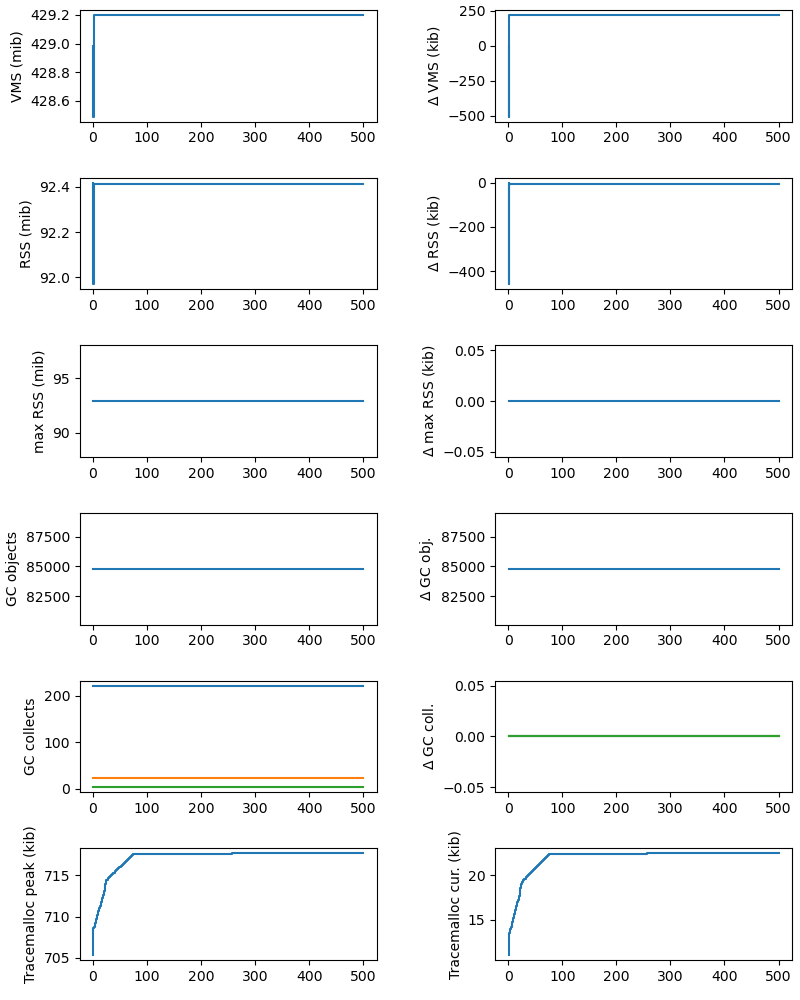 VMS (mib)
429.2
429.0
428.8
428.6
0 100 200 300 400 500
Δ VMS (kib)
250
0
−250
−500
0 100 200 300 400 500
RSS (mib)
92.4
92.2
92.0
0 100 200 300 400 500
Δ RSS (kib)
0
−200
−400
0 100 200 300 400 500
max RSS (mib)
95
90
0 100 200 300 400 500
Δ max RSS (kib)
0.05
0.00
−0.05
0 100 200 300 400 500
GC objects
87500
85000
82500
0 100 200 300 400 500
Δ GC obj.
87500
85000
82500
0 100 200 300 400 500
GC collects
200
100
0
0 100 200 300 400 500
Δ GC coll.
0.05
0.00
−0.05
0 100 200 300 400 500
Tracemalloc peak (kib)
715
710
705
0 100 200 300 400 500
Tracemalloc cur. (kib)
20
15
0 100 200 300 400 500